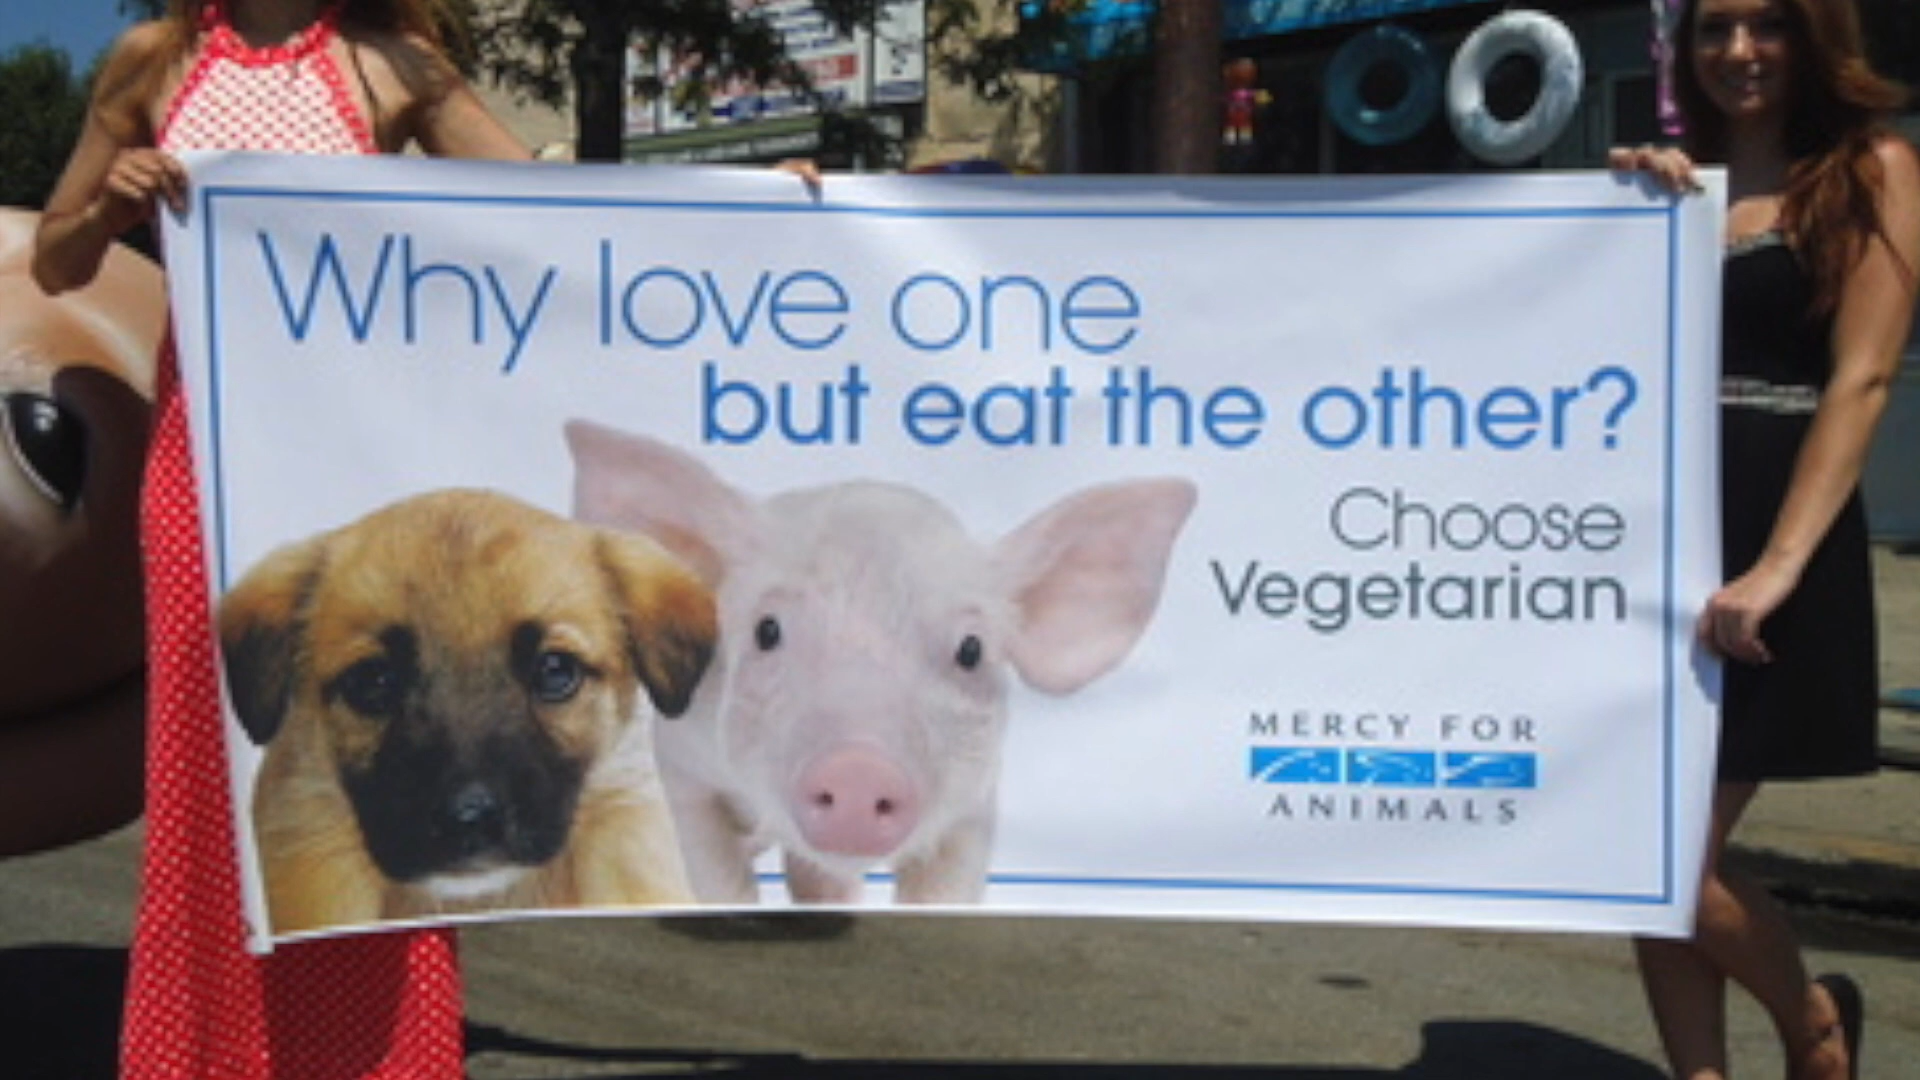 Why love one
but eat the other?
Choose
Vegetarian
MERCY FOR
ANIMALS